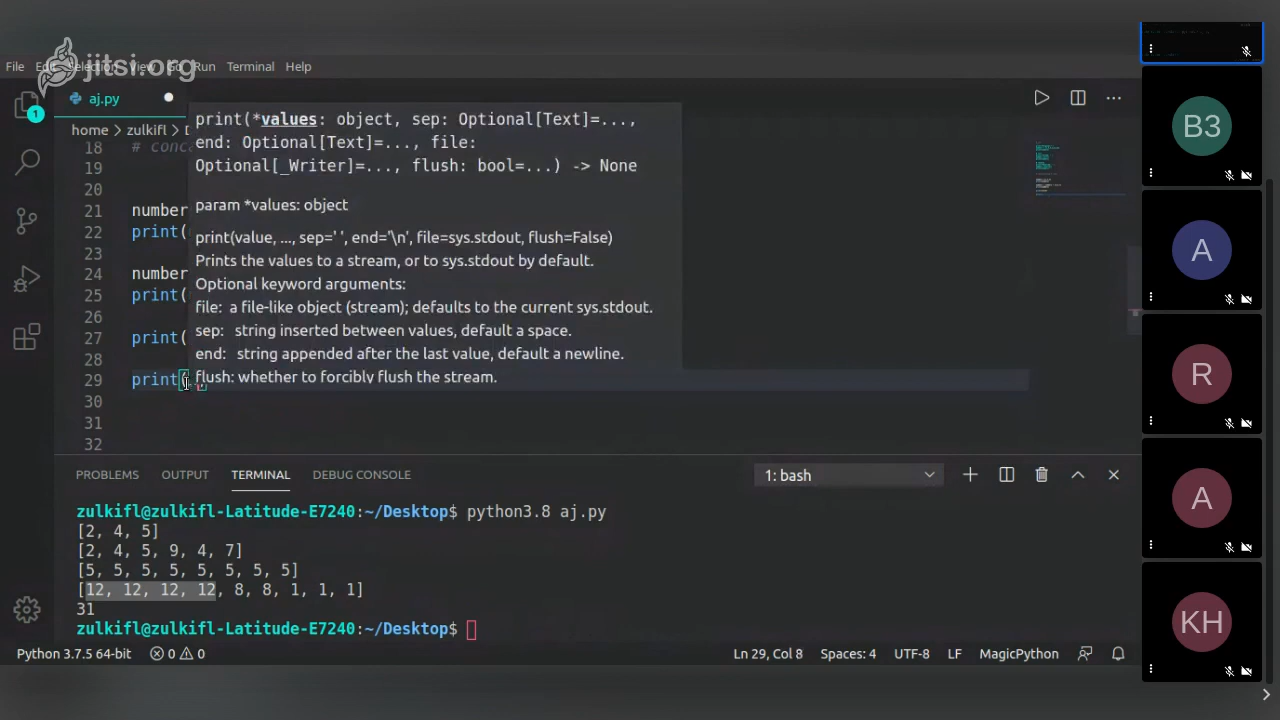 jitsi.org
File Edit Selection View Go Run Terminal Help
aj.py
1
home > zulkifl >
18 # conc
19
20
21 number
22 print(
23
24 number
25 print(
26
27 print(
28
29 print(
30
31
32
print(*values: object, sep: Optional[Text]=...,
end: Optional[Text]=..., file:
Optional[_Writer]=..., flush: bool=...) -> None
param *values: object
print(value, ..., sep=' ', end='\n', file=sys.stdout, flush=False)
Prints the values to a stream, or to sys.stdout by default.
Optional keyword arguments:
file: a file-like object (stream); defaults to the current sys.stdout.
sep: string inserted between values, default a space.
end: string appended after the last value, default a newline.
flush: whether to forcibly flush the stream.
PROBLEMS OUTPUT TERMINAL DEBUG CONSOLE 1: bash
zulkifl@zulkifl-Latitude-E7240:~/Desktop$ python3.8 aj.py
[2, 4, 5]
[2, 4, 5, 9, 4, 7]
[5, 5, 5, 5, 5, 5, 5, 5]
[12, 12, 12, 12, 8, 8, 1, 1, 1]
31
zulkifl@zulkifl-Latitude-E7240:~/Desktop$
Python 3.7.5 64-bit 0 0 Ln 29, Col 8 Spaces: 4 UTF-8 LF MagicPython
B3
A
R
A
KH